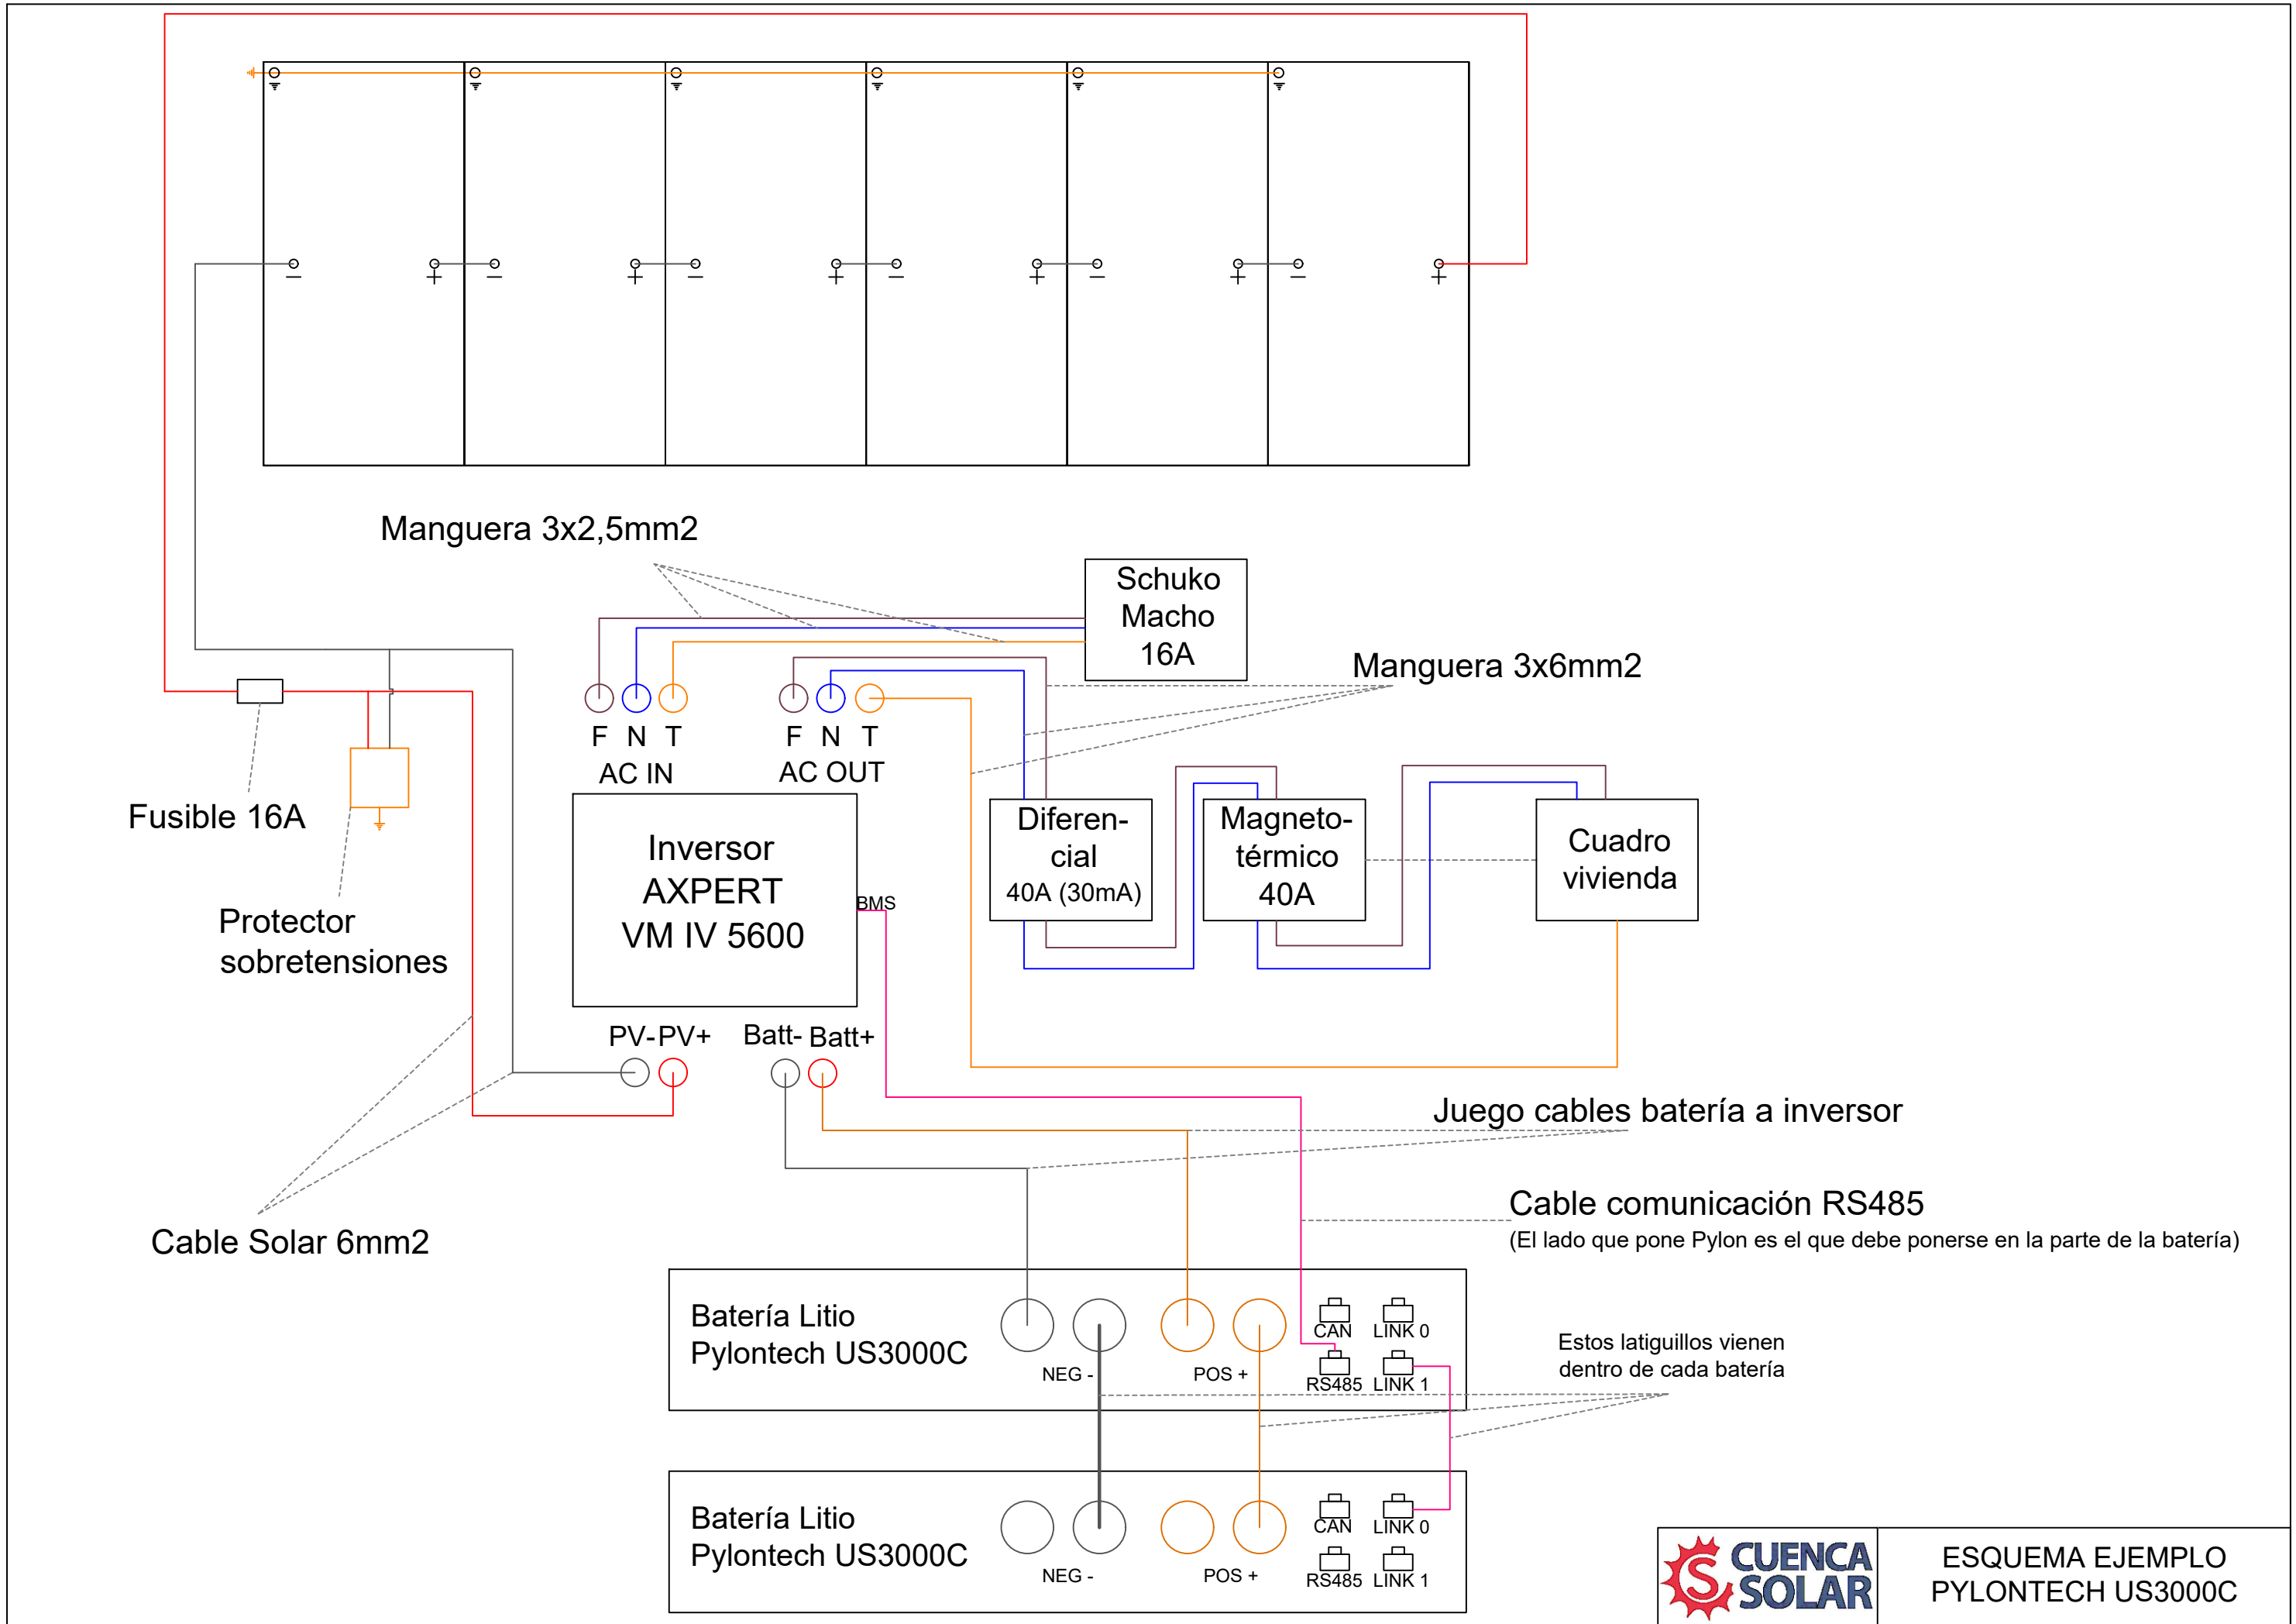 Manguera 3x2,5mm2
Schuko
Macho
16A
Manguera 3x6mm2
F N T
AC IN
F N T
AC OUT
Fusible 16A
Protector
sobretensiones
Inversor
AXPERT
VM IV 5600
BMS
Diferen-
cial
40A (30mA)
Magneto-
térmico
40A
Cuadro
vivienda
PV- PV+
Batt- Batt+
Juego cables batería a inversor
Cable comunicación RS485
(El lado que pone Pylon es el que debe ponerse en la parte de la batería)
Cable Solar 6mm2
Batería Litio
Pylontech US3000C
NEG -
POS +
CAN
LINK 0
RS485
LINK 1
Estos latiguillos vienen
dentro de cada batería
Batería Litio
Pylontech US3000C
NEG -
POS +
CAN
LINK 0
RS485
LINK 1
CUENCA
SOLAR
ESQUEMA EJEMPLO
PYLONTECH US3000C